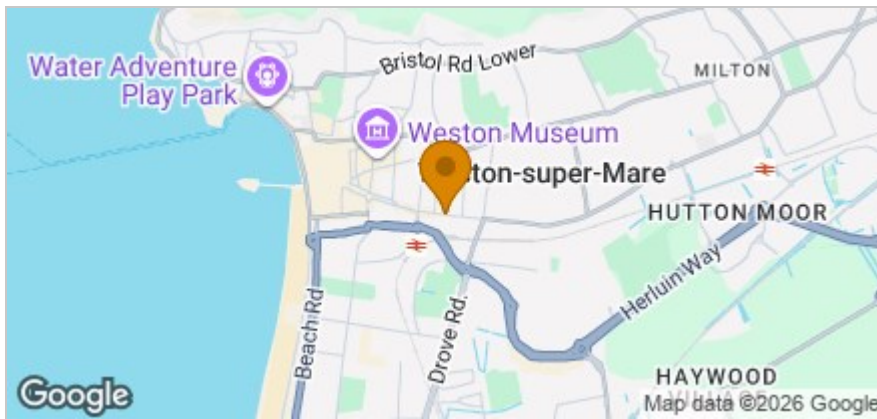 Bristol Rd Lower
Water Adventure
Play Park
MILTON
Weston Museum
ton-super-Mare
HUTTON MOOR
Herluin Way
Beach Rd
Drove Rd.
HAYWOOD
Google
Map data ©2026 Google